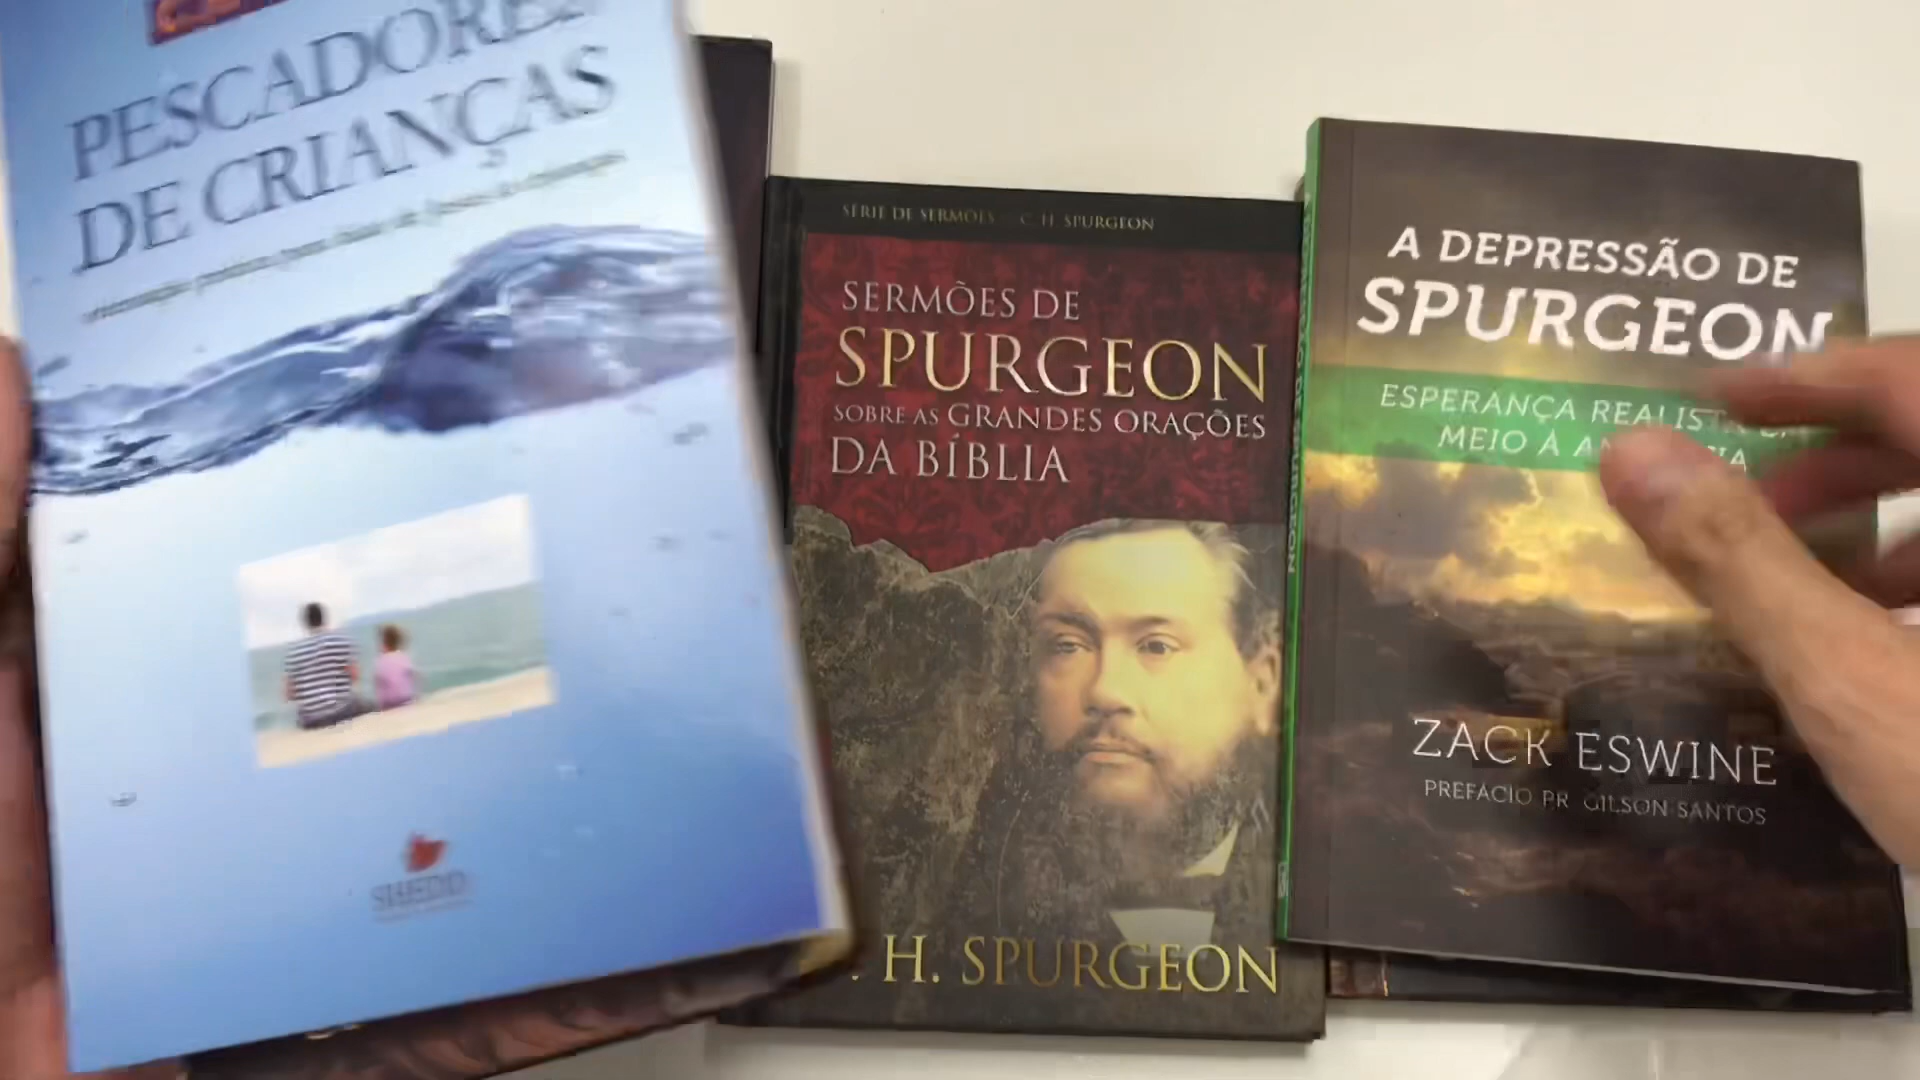 PESCADORES
DE CRIANÇAS
SHEDD
SÉRIE DE SERMÕES C. H. SPURGEON
SERMÕES DE
SPURGEON
SOBRE AS GRANDES ORAÇÕES
DA BÍBLIA
. H. SPURGEON
A DEPRESSÃO DE
SPURGEON
ESPERANÇA REALISTA
MEIO À
ZACK ESWINE
PREFÁCIO PR. GILSON SANTOS